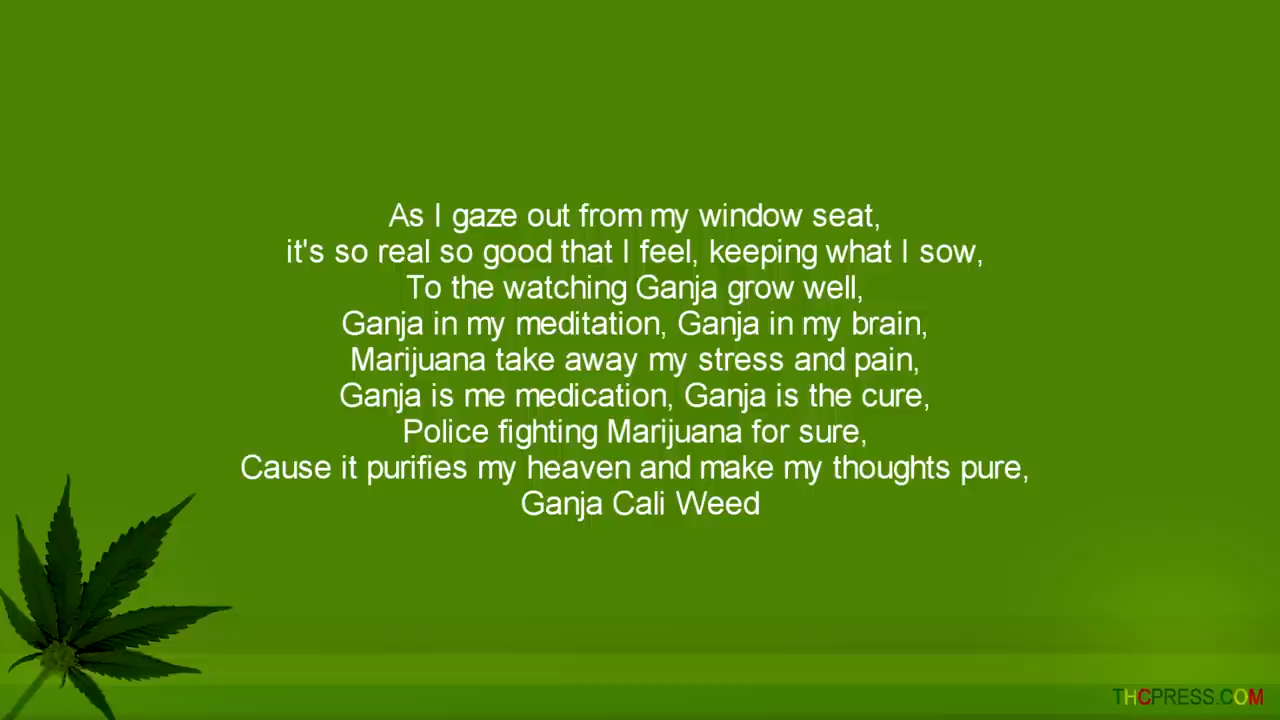 As I gaze out from my window seat,
it's so real so good that I feel, keeping what I sow,
To the watching Ganja grow well,
Ganja in my meditation, Ganja in my brain,
Marijuana take away my stress and pain,
Ganja is me medication, Ganja is the cure,
Police fighting Marijuana for sure,
Cause it purifies my heaven and make my thoughts pure,
Ganja Cali Weed
THCPRESS.COM